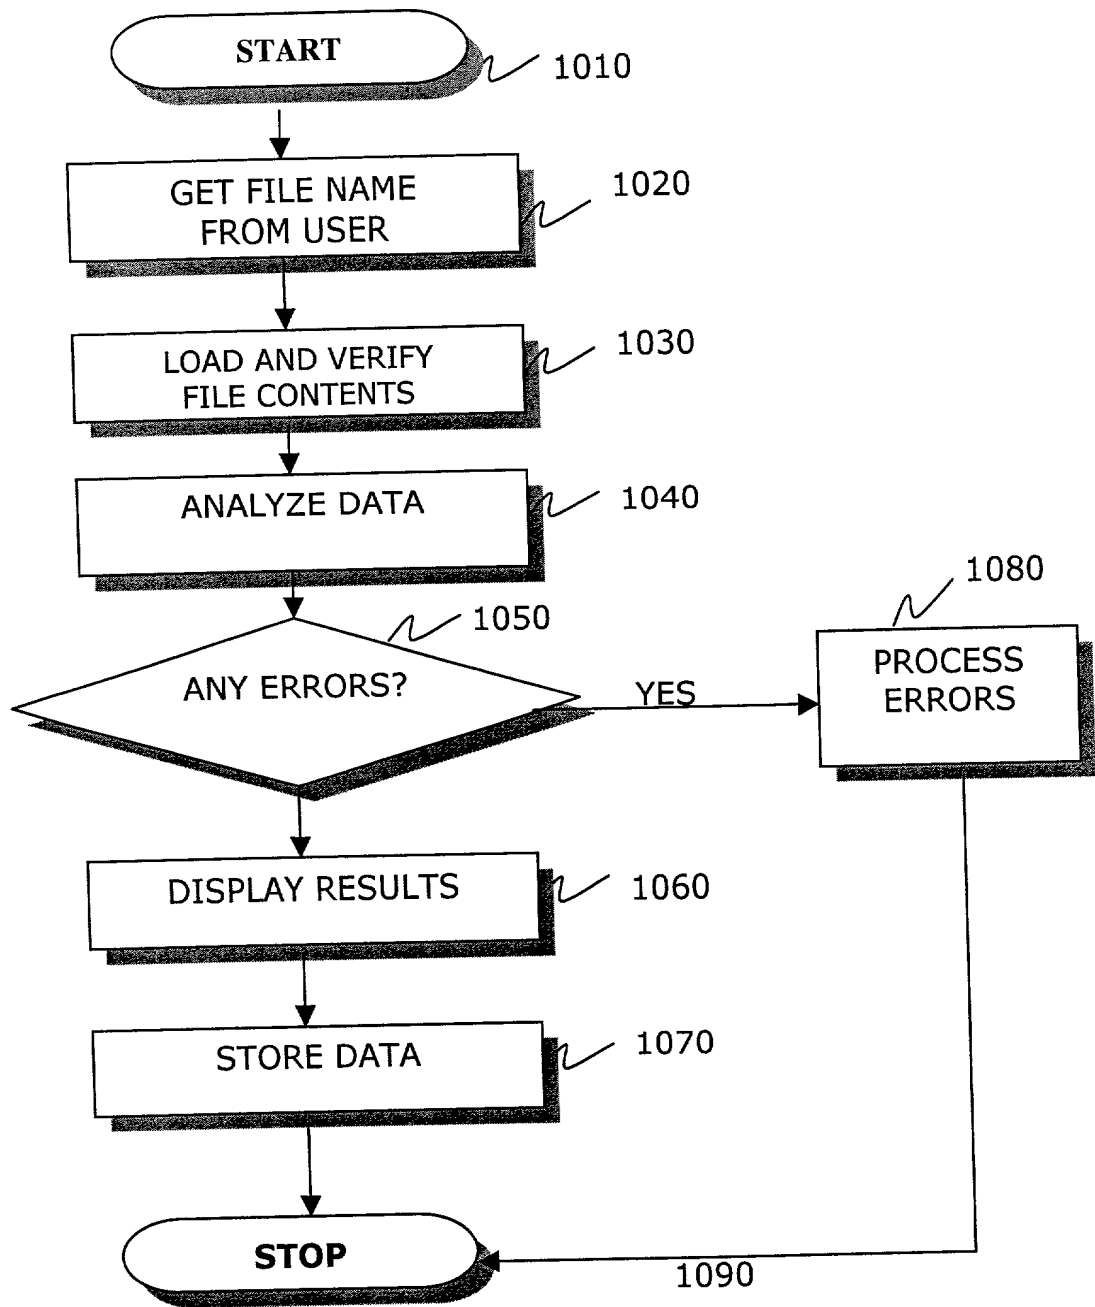 START
1010
GET FILE NAME
FROM USER
1020
LOAD AND VERIFY
FILE CONTENTS
1030
ANALYZE DATA
1040
ANY ERRORS?
1050
YES
1080
PROCESS
ERRORS
DISPLAY RESULTS
1060
STORE DATA
1070
STOP
1090